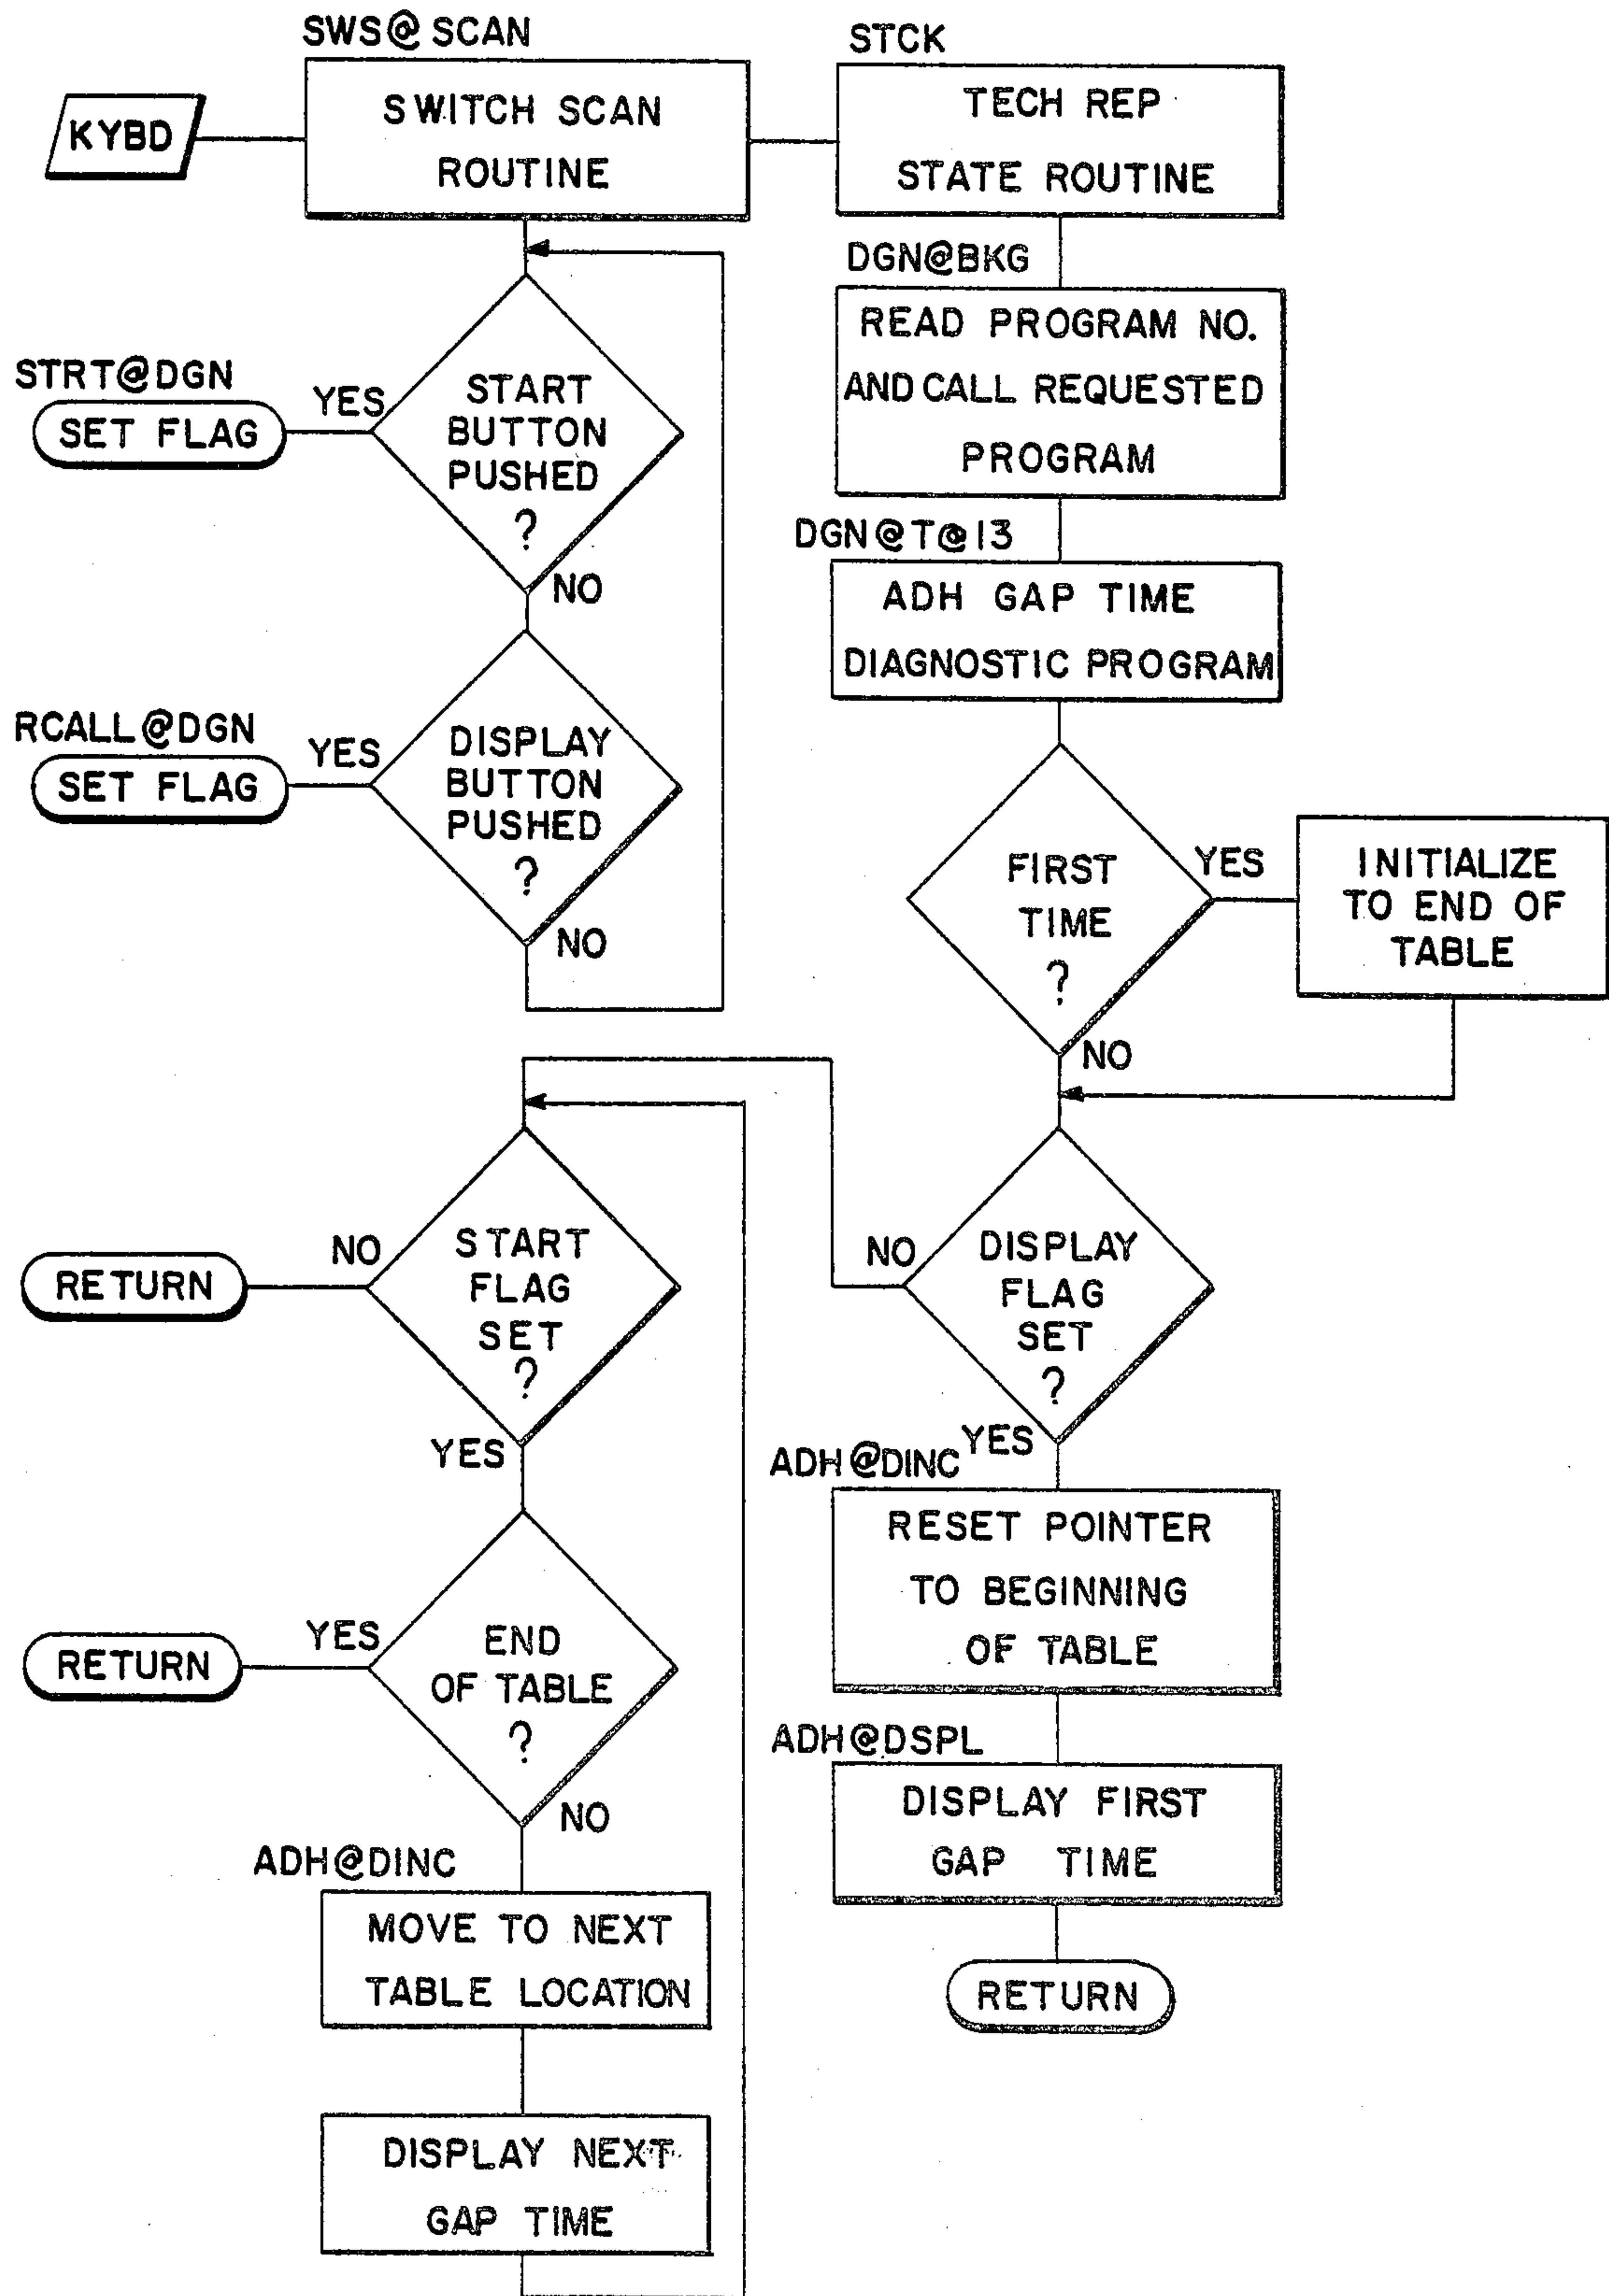 SWS@SCAN
KYBD
SWITCH SCAN
ROUTINE
STCK
TECH REP
STATE ROUTINE
STRT@DGN
SET FLAG
YES
START
BUTTON
PUSHED
?
NO
RCALL@DGN
SET FLAG
YES
DISPLAY
BUTTON
PUSHED
?
NO
DGN@BKG
READ PROGRAM NO.
AND CALL REQUESTED
PROGRAM
DGN@T@13
ADH GAP TIME
DIAGNOSTIC PROGRAM
FIRST
TIME
?
YES
INITIALIZE
TO END OF
TABLE
NO
DISPLAY
FLAG
SET
?
NO
YES
ADH@DINC
RESET POINTER
TO BEGINNING
OF TABLE
ADH@DSPL
DISPLAY FIRST
GAP TIME
RETURN
START
FLAG
SET
?
NO
RETURN
YES
END
OF TABLE
?
YES
RETURN
NO
ADH@DINC
MOVE TO NEXT
TABLE LOCATION
DISPLAY NEXT
GAP TIME